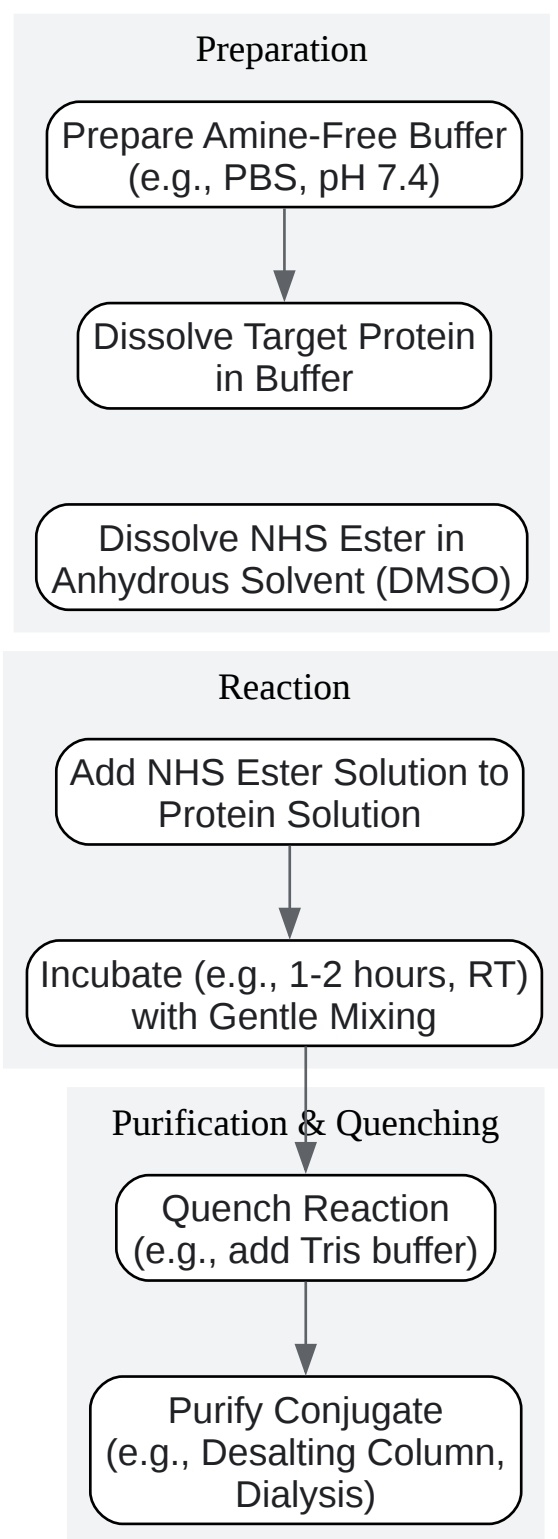 Preparation
Prepare Amine-Free Buffer
(e.g., PBS, pH 7.4)
Dissolve Target Protein
in Buffer
Dissolve NHS Ester in
Anhydrous Solvent (DMSO)
Reaction
Add NHS Ester Solution to
Protein Solution
Incubate (e.g., 1-2 hours, RT)
with Gentle Mixing
Purification & Quenching
Quench Reaction
(e.g., add Tris buffer)
Purify Conjugate
(e.g., Desalting Column,
Dialysis)